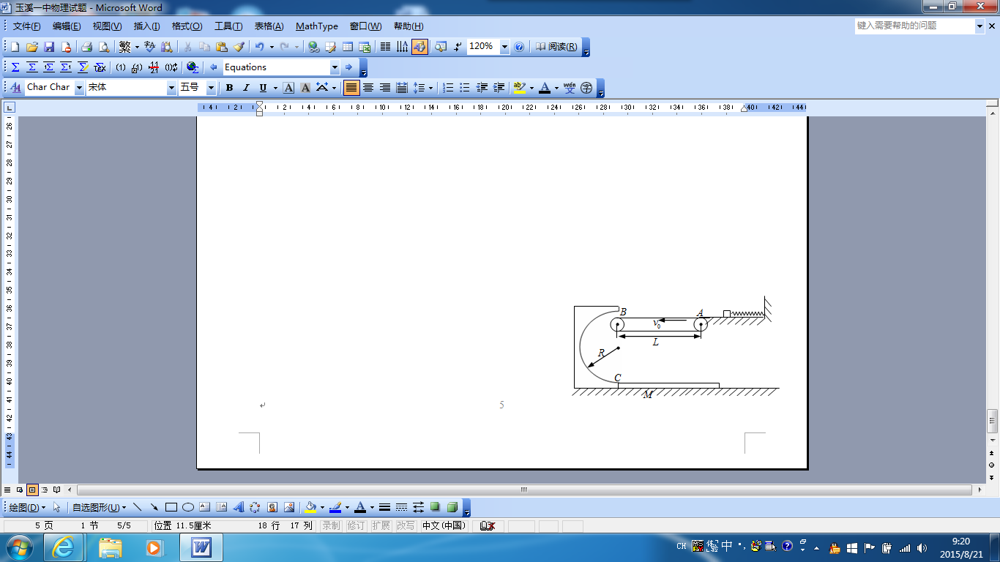 玉溪一中物理试题 - Microsoft Word
文件(F) 编辑(E) 视图(V) 插入(I) 格式(O) 工具(T) 表格(A) MathType 窗口(W) 帮助(H) 键入需要帮助的问题
繁 120% 阅读(R)
Equations
Char Char 宋体 五号 B I U A A A wén 文 字
4 2 2 4 6 8 10 12 14 16 18 20 22 24 26 28 30 32 34 36 38 40 42 44
26
27
28
29
30
31
32
33
34
35
36
37
38
39
40
41
42
43
44
B A
v₀
L
R
C
M
5
绘图(D) 自选图形(U)
5 页 1 节 5/5 位置 11.5厘米 18 行 17 列 录制 修订 扩展 改写 中文(中国)
CH 中 9:20
2015/8/21